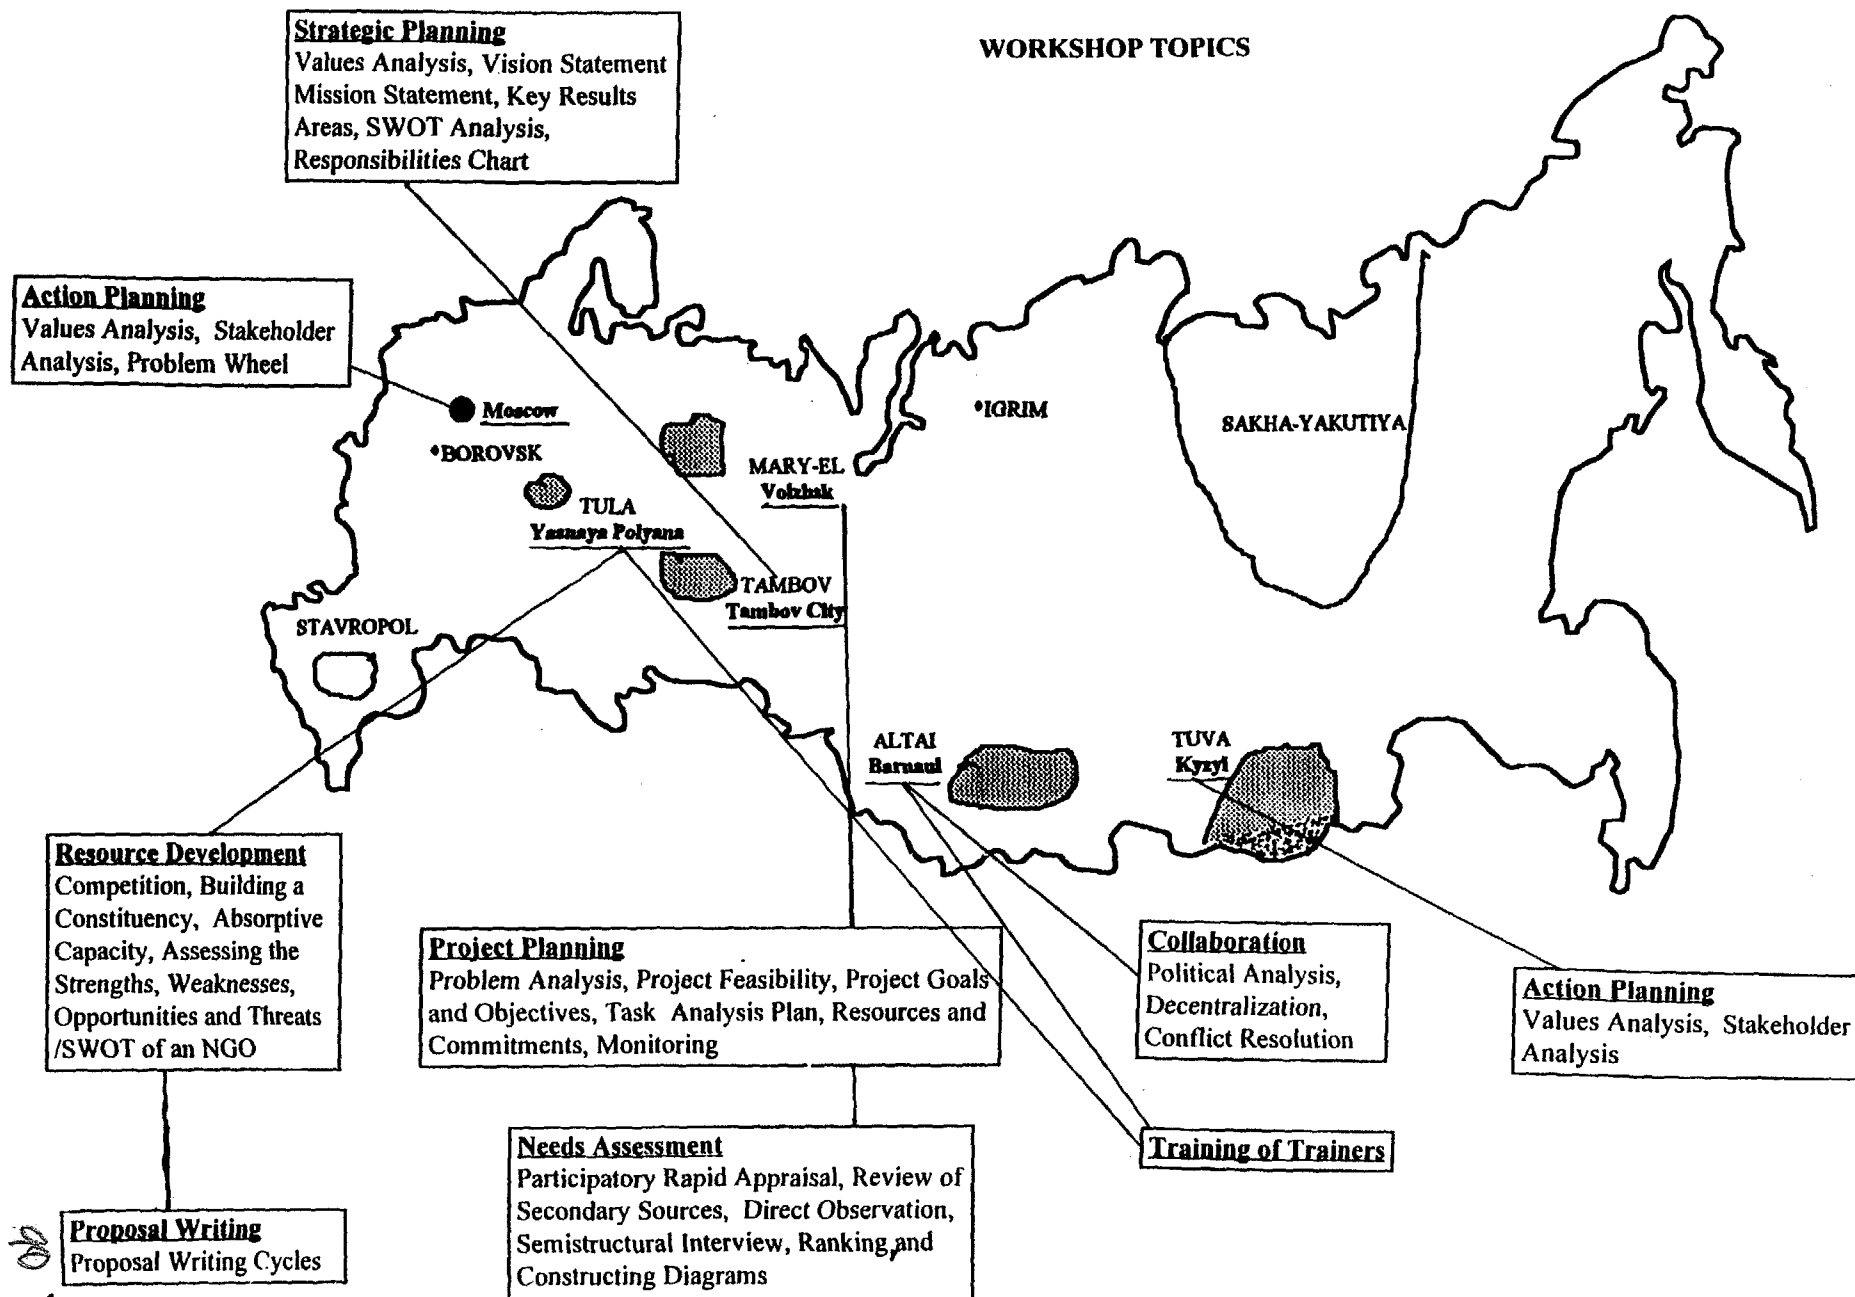 WORKSHOP TOPICS
Strategic Planning
Values Analysis, Vision Statement
Mission Statement, Key Results
Areas, SWOT Analysis,
Responsibilities Chart
Action Planning
Values Analysis, Stakeholder
Analysis, Problem Wheel
Moscow
BOROVSK
TULA
Yasnaya Polyana
MARY-EL
Volzhsk
TAMBOV
Tambov City
STAVROPOL
IGRIM
SAKHA-YAKUTIYA
ALTAI
Barnaul
TUVA
Kyzyl
Resource Development
Competition, Building a
Constituency, Absorptive
Capacity, Assessing the
Strengths, Weaknesses,
Opportunities and Threats
/SWOT of an NGO
Project Planning
Problem Analysis, Project Feasibility, Project Goals
and Objectives, Task Analysis Plan, Resources and
Commitments, Monitoring
Collaboration
Political Analysis,
Decentralization,
Conflict Resolution
Action Planning
Values Analysis, Stakeholder
Analysis
Needs Assessment
Participatory Rapid Appraisal, Review of
Secondary Sources, Direct Observation,
Semistructural Interview, Ranking, and
Constructing Diagrams
Training of Trainers
Proposal Writing
Proposal Writing Cycles